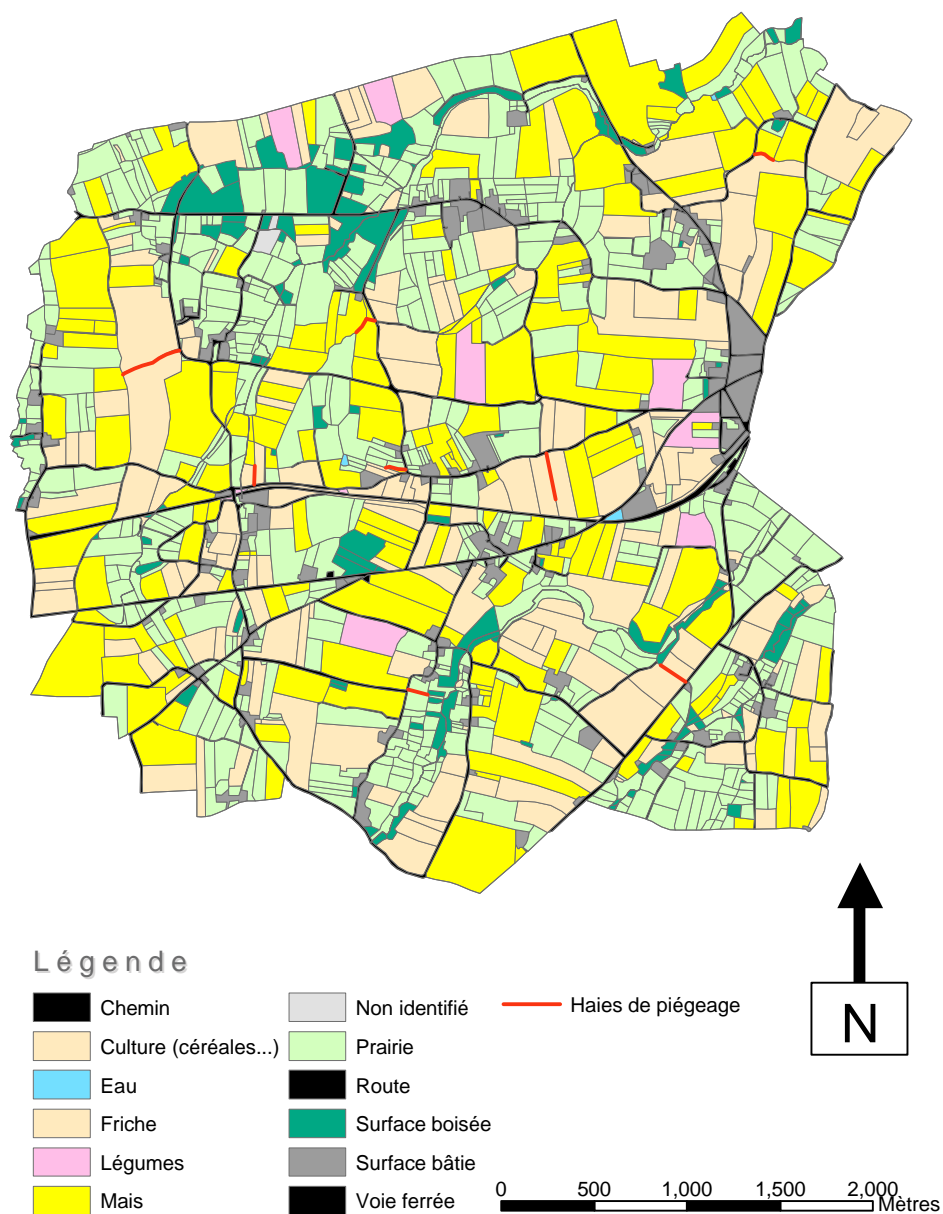 Légende
Chemin
Culture (céréales...)
Eau
Friche
Légumes
Mais
Non identifié
Prairie
Route
Surface boisée
Surface bâtie
Voie ferrée
Haies de piégeage
N
0 500 1,000 1,500 2,000
Mètres